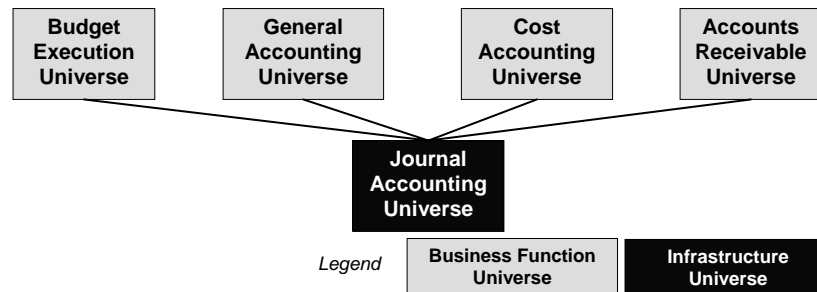 Budget
Execution
Universe
General
Accounting
Universe
Cost
Accounting
Universe
Accounts
Receivable
Universe
Journal
Accounting
Universe
Legend
Business Function
Universe
Infrastructure
Universe